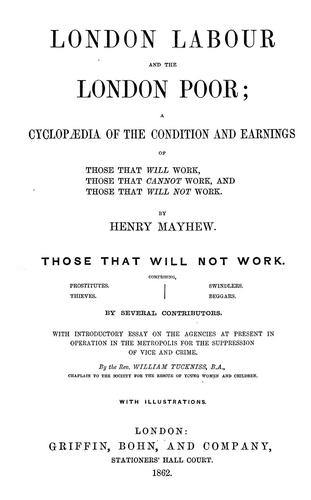 LONDON LABOUR
AND THE
LONDON POOR;
A
CYCLOPÆDIA OF THE CONDITION AND EARNINGS
OF
THOSE THAT WILL WORK,
THOSE THAT CANNOT WORK, AND
THOSE THAT WILL NOT WORK.
BY
HENRY MAYHEW.
THOSE THAT WILL NOT WORK.
COMPRISING,
PROSTITUTES.
THIEVES.
SWINDLERS.
BEGGARS.
BY SEVERAL CONTRIBUTORS.
WITH INTRODUCTORY ESSAY ON THE AGENCIES AT PRESENT IN
OPERATION IN THE METROPOLIS FOR THE SUPPRESSION
OF VICE AND CRIME.
By the Rev. WILLIAM TUCKNISS, B.A.,
CHAPLAIN TO THE SOCIETY FOR THE RESCUE OF YOUNG WOMEN AND CHILDREN.
WITH ILLUSTRATIONS.
LONDON:
GRIFFIN, BOHN, AND COMPANY,
STATIONERS' HALL COURT.
1862.